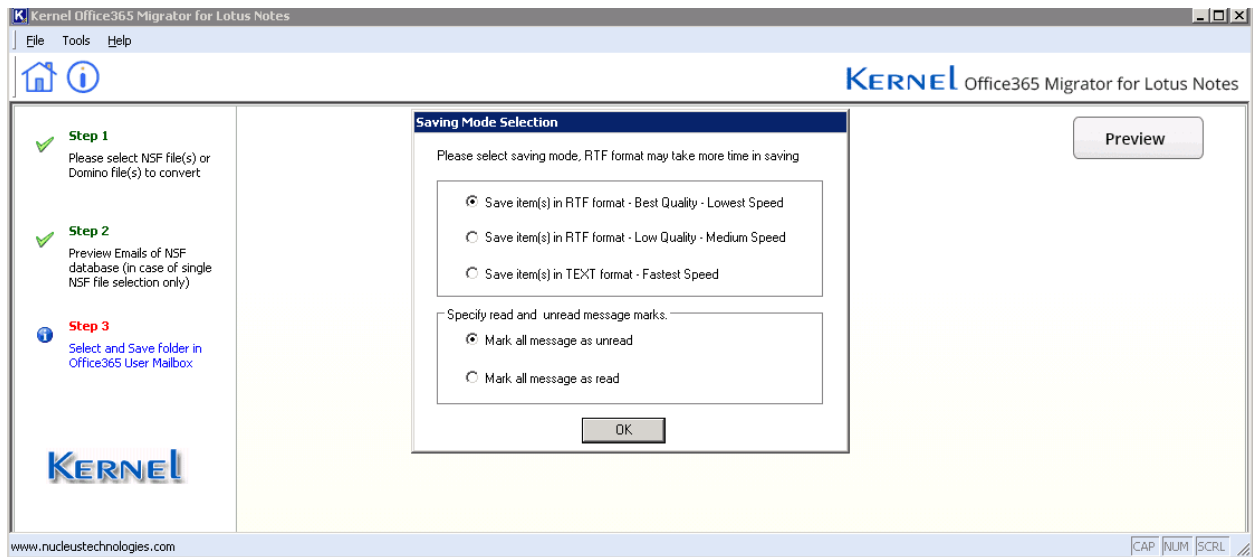 Kernel Office365 Migrator for Lotus Notes
File Tools Help
KERNEL Office365 Migrator for Lotus Notes
Step 1
Please select NSF file(s) or
Domino file(s) to convert
Step 2
Preview Emails of NSF
database (in case of single
NSF file selection only)
Step 3
Select and Save folder in
Office365 User Mailbox
KERNEL
Saving Mode Selection
Please select saving mode, RTF format may take more time in saving
Save item(s) in RTF format - Best Quality - Lowest Speed
Save item(s) in RTF format - Low Quality - Medium Speed
Save item(s) in TEXT format - Fastest Speed
Specify read and unread message marks.
Mark all message as unread
Mark all message as read
OK
Preview
www.nucleustechnologies.com
CAP NUM SCRL